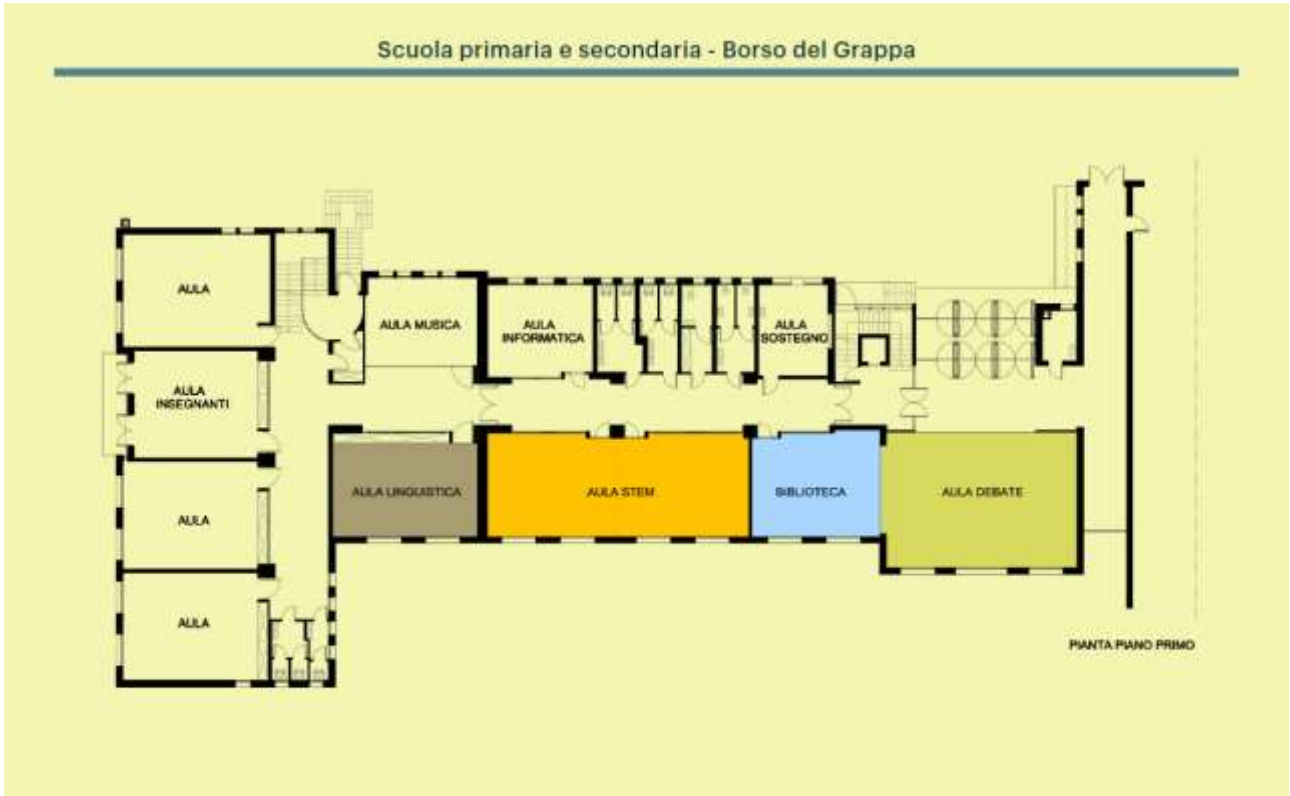 Scuola primaria e secondaria - Borso del Grappa
AULA
AULA MUSICA
AULA
INFORMATICA
AULA
SOSTEGNO
AULA
INSEGNANTI
AULA LINGUISTICA
AULA STEM
BIBLIOTECA
AULA DEBATE
AULA
AULA
PIANTA PIANO PRIMO